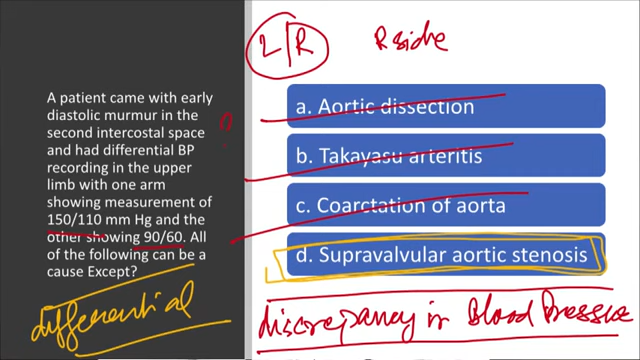 L/R R side
A patient came with early
diastolic murmur in the
second intercostal space
and had differential BP
recording in the upper
limb with one arm
showing measurement of
150/110 mm Hg and the
other showing 90/60. All
of the following can be a
cause Except?
?
differential
a. Aortic dissection
b. Takayasu arteritis
c. Coarctation of aorta
d. Supravalvular aortic stenosis
discrepancy in Blood Pressure